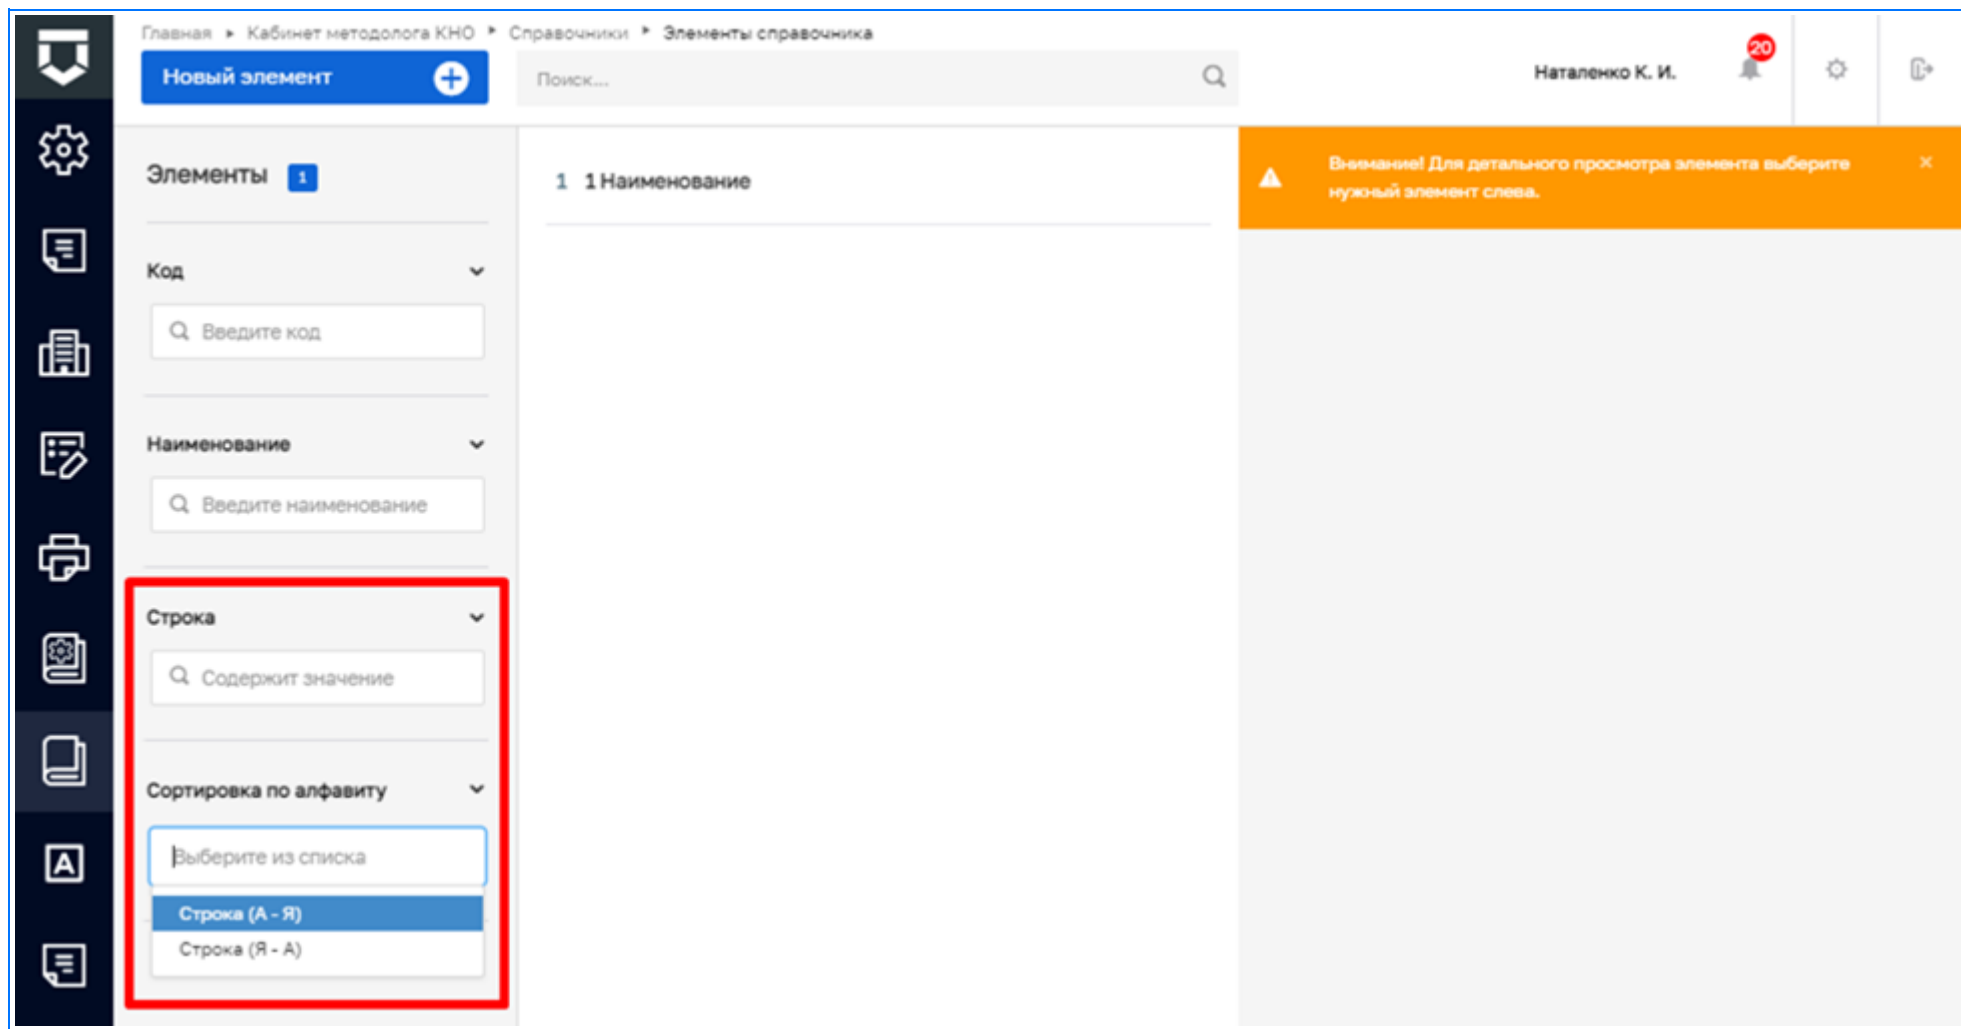 Главная ▸ Кабинет методолога КНО ▸ Справочники ▸ Элементы справочника
Новый элемент
Поиск...
Наталенко К. И.
20
Элементы 1
1 1 Наименование
Внимание! Для детального просмотра элемента выберите
нужный элемент слева.
Код
Введите код
Наименование
Введите наименование
Строка
Содержит значение
Сортировка по алфавиту
Выберите из списка
Строка (А - Я)
Строка (Я - А)
A